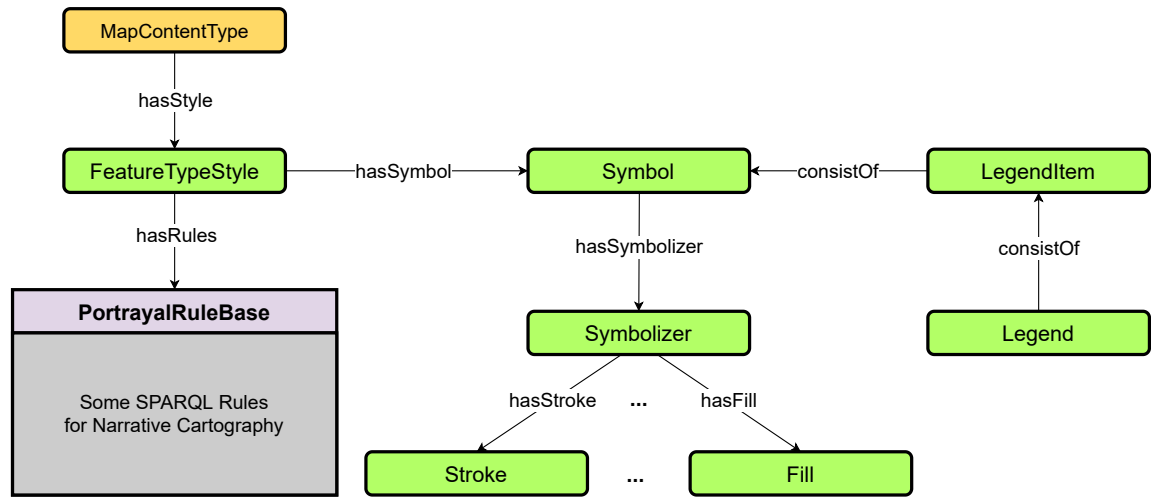 MapContentType
hasStyle
FeatureTypeStyle
hasSymbol
Symbol
consistOf
LegendItem
hasRules
hasSymbolizer
consistOf
PortrayalRuleBase
Symbolizer
Legend
Some SPARQL Rules
for Narrative Cartography
hasStroke
...
hasFill
Stroke
...
Fill